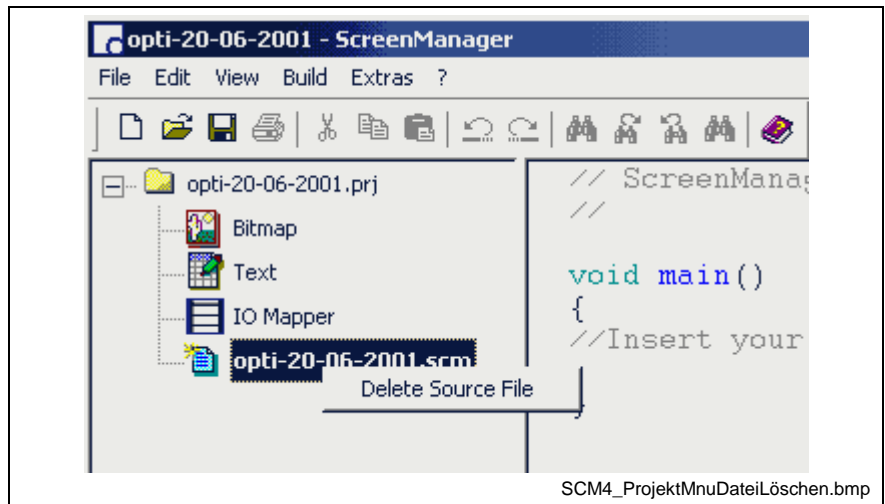 opti-20-06-2001 - ScreenManager
File Edit View Build Extras ?
opti-20-06-2001.prj
Bitmap
Text
IO Mapper
opti-20-06-2001.scm
Delete Source File
// ScreenManag
//
void main()
{
//Insert your
}
SCM4_ProjektMnuDateiLöschen.bmp